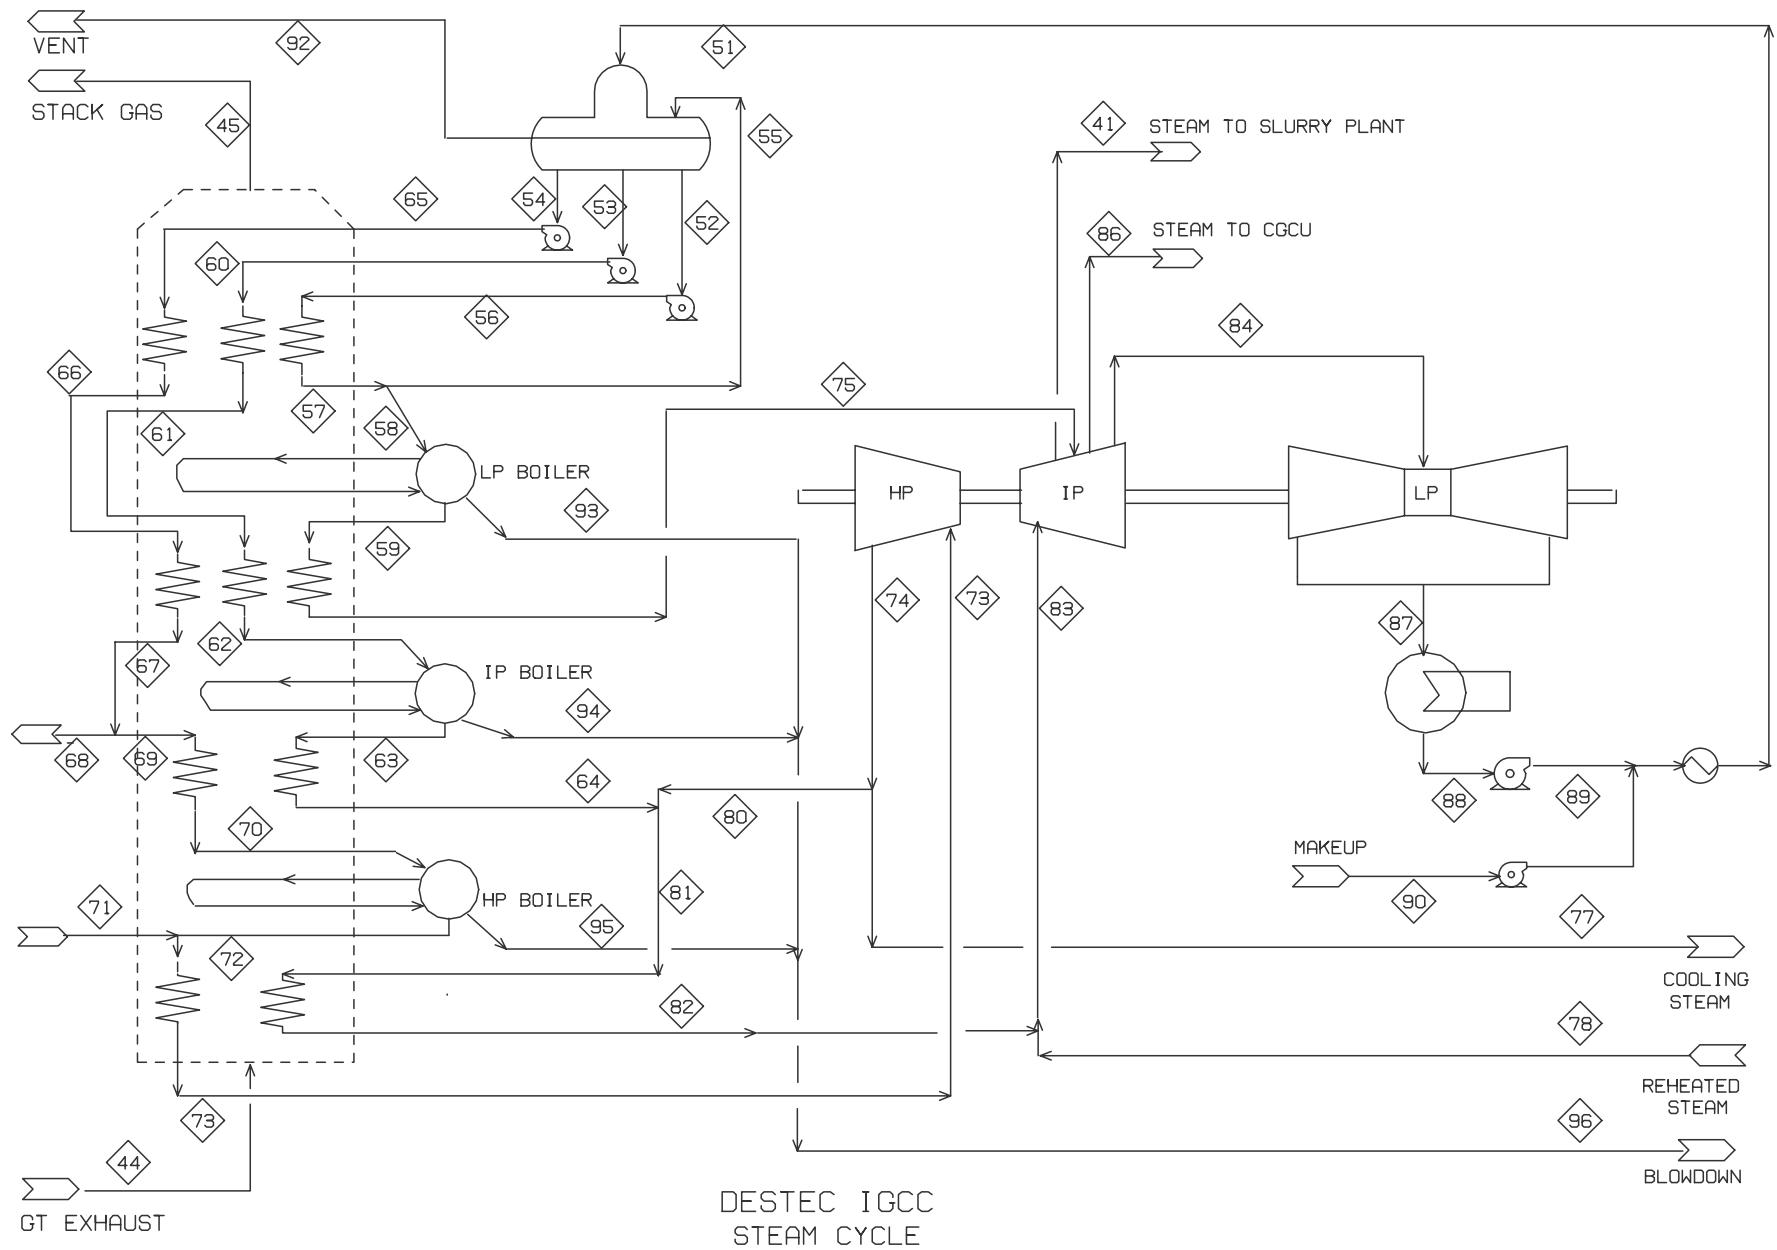 92
51
VENT
STACK GAS
45
55
41
STEAM TO SLURRY PLANT
65
54
53
52
86
STEAM TO CGCU
60
56
84
66
75
61
57
58
LP BOILER
HP
IP
LP
93
59
74
73
83
87
67
62
IP BOILER
94
68
69
63
64
88
89
70
80
MAKEUP
71
HP BOILER
81
90
95
77
72
COOLING
STEAM
82
78
REHEATED
STEAM
73
96
44
BLOWDOWN
GT EXHAUST
DESTEC IGCC
STEAM CYCLE